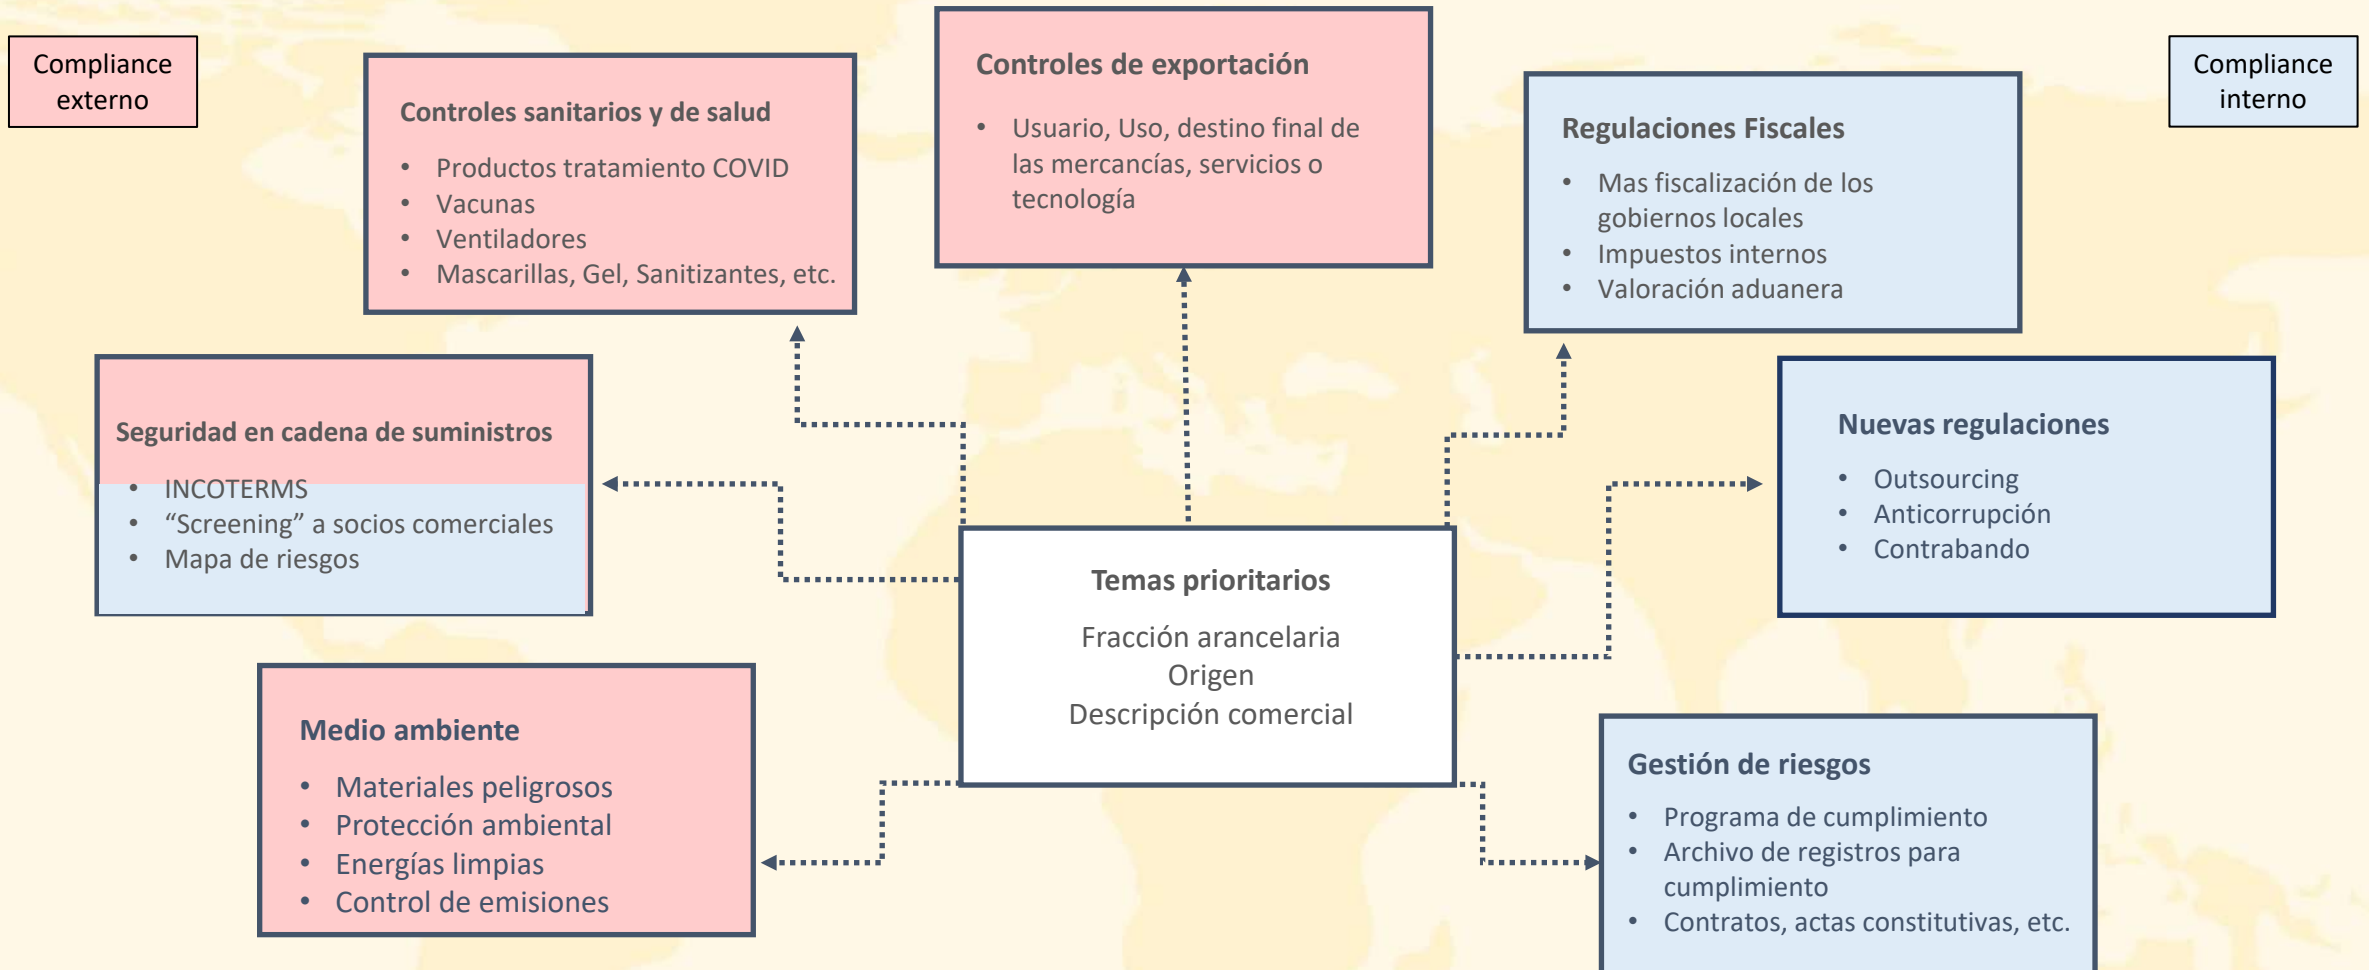 Compliance
externo
Controles sanitarios y de salud
• Productos tratamiento COVID
• Vacunas
• Ventiladores
• Mascarillas, Gel, Sanitizantes, etc.
Controles de exportación
• Usuario, Uso, destino final de
las mercancías, servicios o
tecnología
Regulaciones Fiscales
• Mas fiscalización de los
gobiernos locales
• Impuestos internos
• Valoración aduanera
Compliance
interno
Seguridad en cadena de suministros
• INCOTERMS
• “Screening” a socios comerciales
• Mapa de riesgos
Nuevas regulaciones
• Outsourcing
• Anticorrupción
• Contrabando
Temas prioritarios
Fracción arancelaria
Origen
Descripción comercial
Medio ambiente
• Materiales peligrosos
• Protección ambiental
• Energías limpias
• Control de emisiones
Gestión de riesgos
• Programa de cumplimiento
• Archivo de registros para
cumplimiento
• Contratos, actas constitutivas, etc.